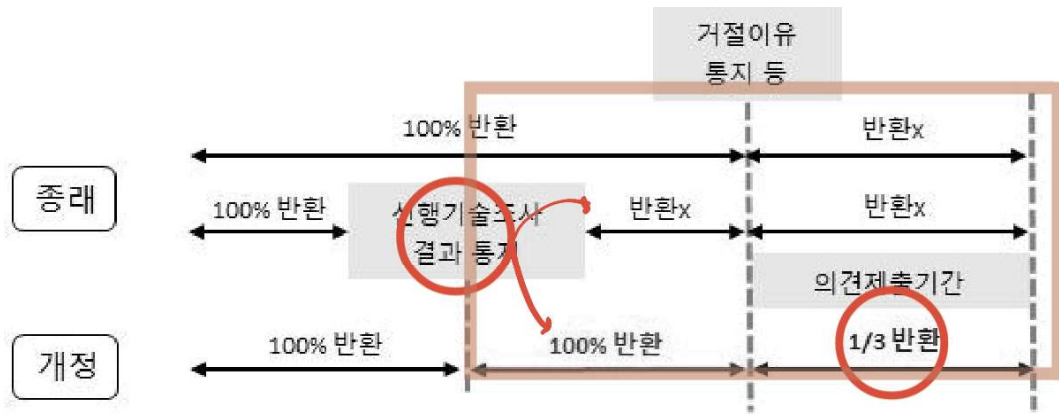 거절이유
통지 등
100% 반환
반환x
종래
100% 반환
선행기술조사
결과 통지
반환x
반환x
의견제출기간
개정
100% 반환
100% 반환
1/3 반환